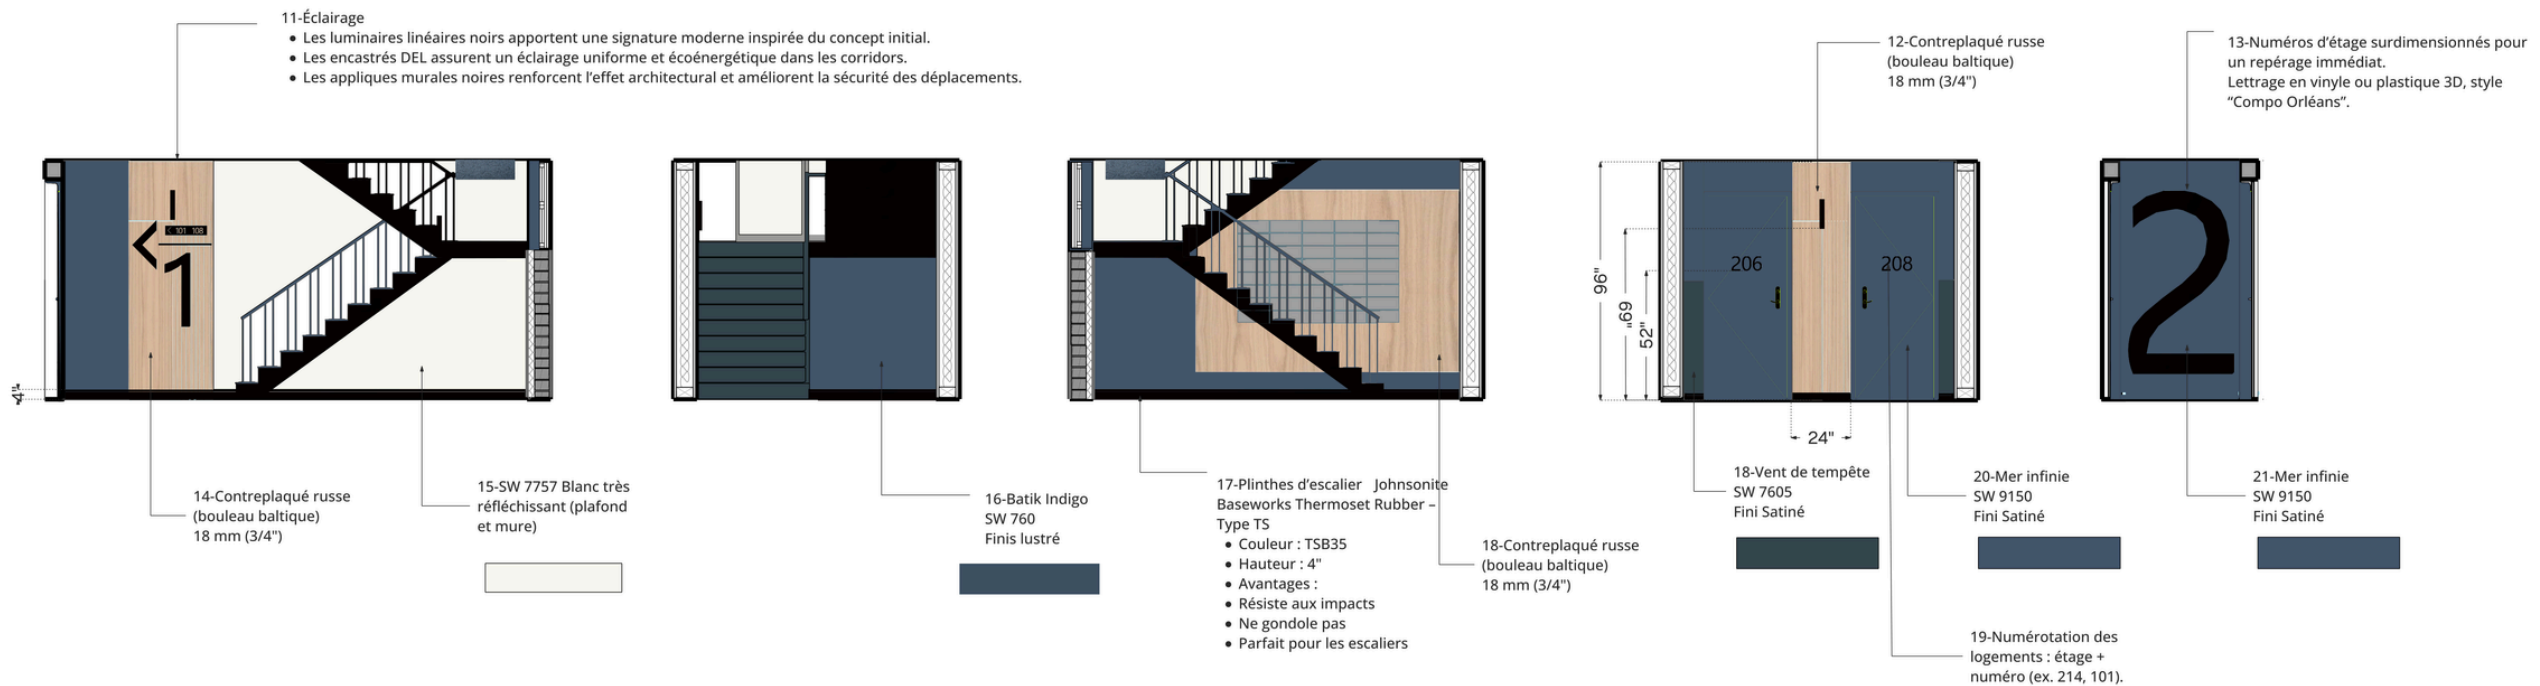 11-Éclairage
• Les luminaires linéaires noirs apportent une signature moderne inspirée du concept initial.
• Les encastrés DEL assurent un éclairage uniforme et écoénergétique dans les corridors.
• Les appliques murales noires renforcent l'effet architectural et améliorent la sécurité des déplacements.
12-Contreplaqué russe
(bouleau baltique)
18 mm (3/4")
13-Numéros d'étage surdimensionnés pour
un repérage immédiat.
Lettrage en vinyle ou plastique 3D, style
“Compo Orléans”.
< 101 108
1
4"
206
208
96"
69"
52"
24"
2
14-Contreplaqué russe
(bouleau baltique)
18 mm (3/4")
15-SW 7757 Blanc très
réfléchissant (plafond
et mure)
16-Batik Indigo
SW 760
Finis lustré
17-Plinthes d'escalier Johnsonite
Baseworks Thermoset Rubber –
Type TS
• Couleur : TSB35
• Hauteur : 4"
• Avantages :
• Résiste aux impacts
• Ne gondole pas
• Parfait pour les escaliers
18-Contreplaqué russe
(bouleau baltique)
18 mm (3/4")
18-Vent de tempête
SW 7605
Fini Satiné
20-Mer infinie
SW 9150
Fini Satiné
21-Mer infinie
SW 9150
Fini Satiné
19-Numérotation des
logements : étage +
numéro (ex. 214, 101).